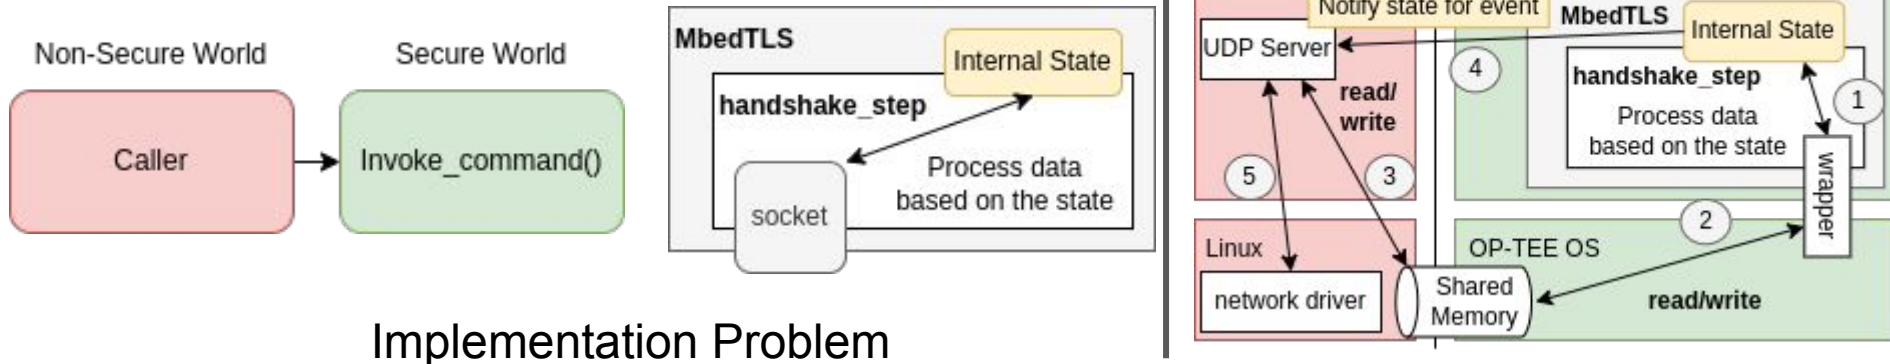 Non-Secure World
Secure World
Caller
Invoke_command()
MbedTLS
Internal State
handshake_step
Process data
based on the state
socket
Implementation Problem
Notify state for event
UDP Server
MbedTLS
Internal State
4
handshake_step
1
Process data
based on the state
read/
write
5
3
wrapper
2
Linux
OP-TEE OS
network driver
Shared
Memory
read/write